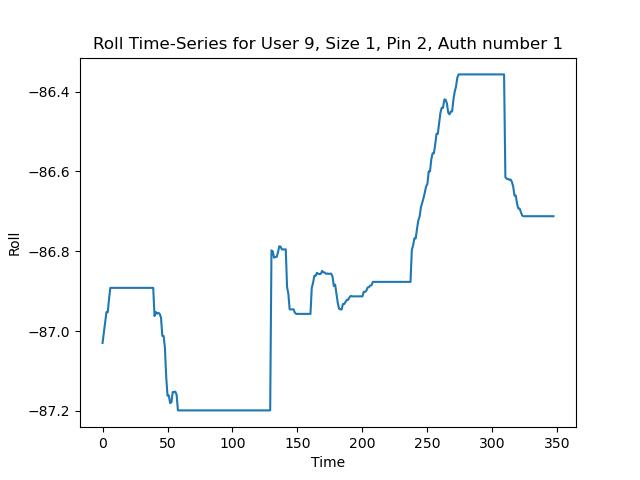 Roll Time-Series for User 9, Size 1, Pin 2, Auth number 1
−86.4
−86.6
−86.8
−87.0
−87.2
Roll
0 50 100 150 200 250 300 350
Time